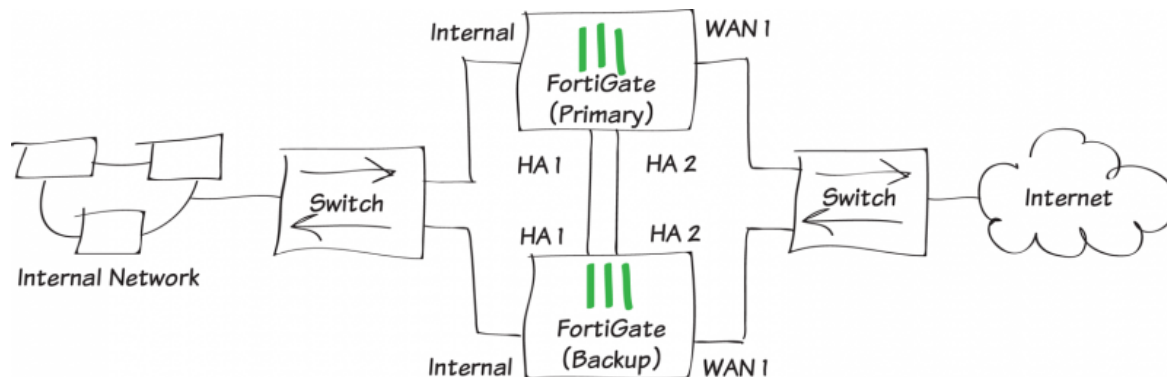 Internal
WAN 1
FortiGate
(Primary)
HA 1
HA 2
Switch
Switch
Internet
HA 1
HA 2
Internal Network
FortiGate
(Backup)
Internal
WAN 1